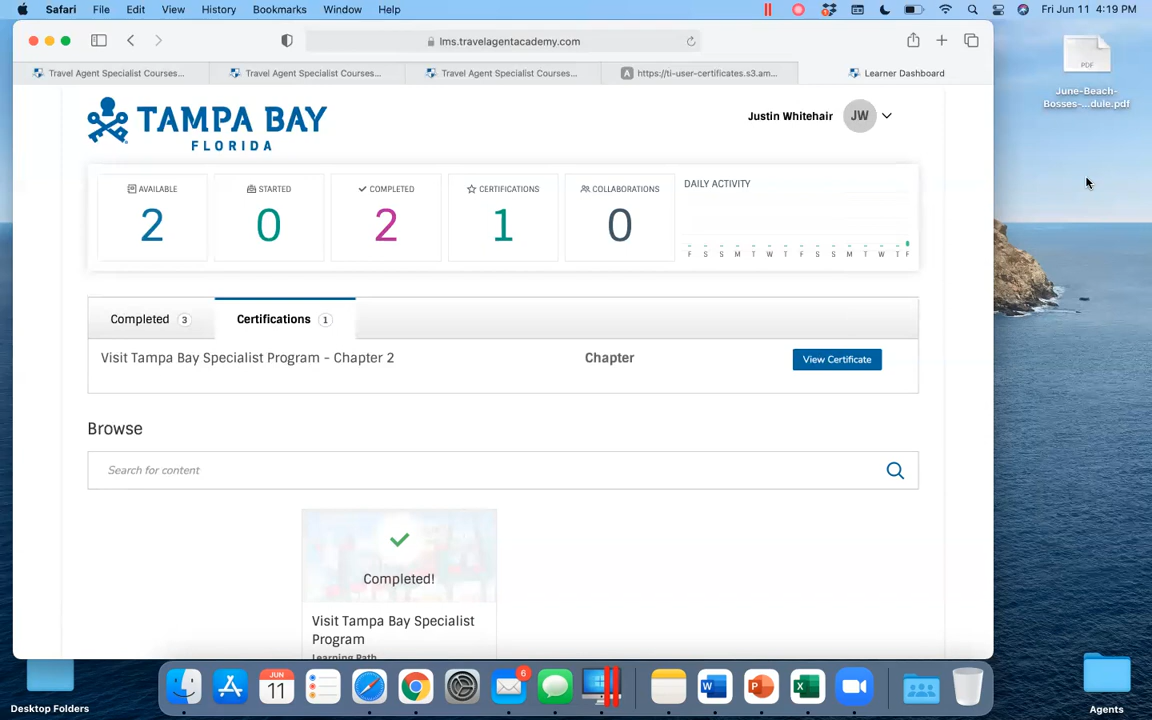 Safari File Edit View History Bookmarks Window Help
Fri Jun 11 4:19 PM
lms.travelagentacademy.com
Travel Agent Specialist Courses...
Travel Agent Specialist Courses...
Travel Agent Specialist Courses...
A https://ti-user-certificates.s3.am...
Learner Dashboard
PDF
June-Beach-
Bosses-...dule.pdf
TAMPA BAY
FLORIDA
Justin Whitehair JW
AVAILABLE
2
STARTED
0
COMPLETED
2
CERTIFICATIONS
1
COLLABORATIONS
0
DAILY ACTIVITY
F S S M T W T F S S M T W T F
Completed 3
Certifications 1
Visit Tampa Bay Specialist Program - Chapter 2 Chapter View Certificate
Browse
Search for content
Completed!
Visit Tampa Bay Specialist
Program
Learning Path
JUN
11
6
W P X
Desktop Folders
Agents